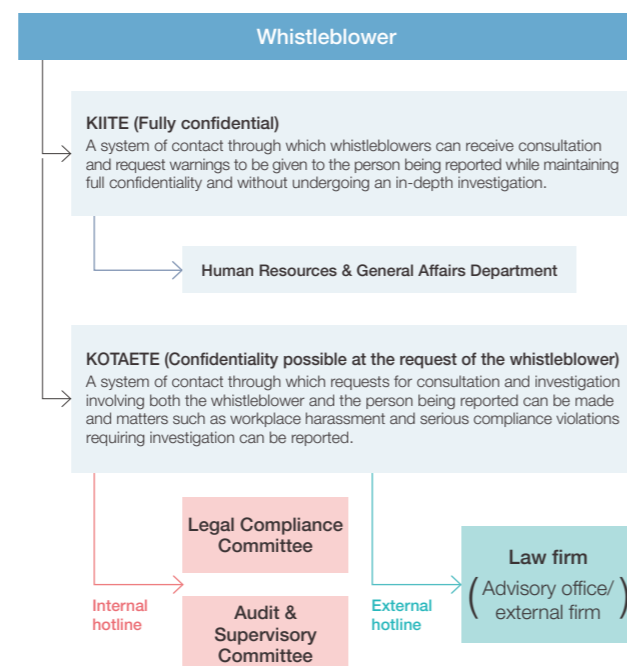 Whistleblower
KIITE (Fully confidential)
A system of contact through which whistleblowers can receive consultation
and request warnings to be given to the person being reported while maintaining
full confidentiality and without undergoing an in-depth investigation.
Human Resources & General Affairs Department
KOTAETE (Confidentiality possible at the request of the whistleblower)
A system of contact through which requests for consultation and investigation
involving both the whistleblower and the person being reported can be made
and matters such as workplace harassment and serious compliance violations
requiring investigation can be reported.
Internal
hotline
Legal Compliance
Committee
Audit &
Supervisory
Committee
External
hotline
Law firm
(Advisory office/
external firm)